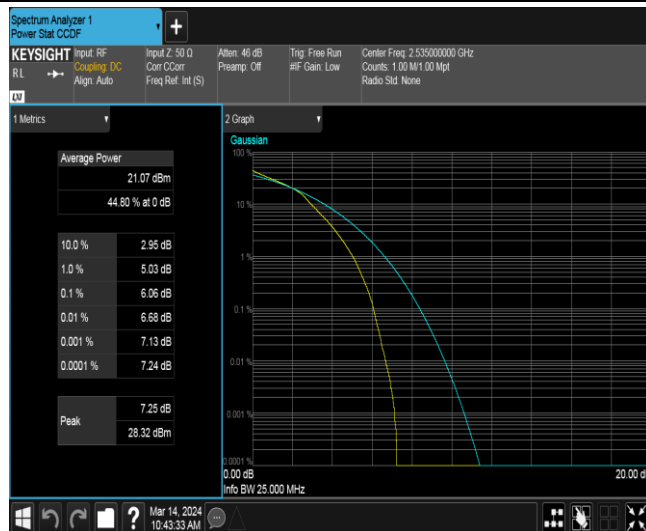 Spectrum Analyzer 1
Power Stat CCDF
KEYSIGHT
RL
Input: RF
Coupling: DC
Align: Auto
Input Z: 50 Ω
Corr CCorr
Freq Ref: Int (S)
Atten: 46 dB
Preamp: Off
Trig: Free Run
#IF Gain: Low
Center Freq: 2.535000000 GHz
Counts: 1.00 M/1.00 Mpt
Radio Std: None
LXI
1 Metrics
Average Power
21.07 dBm
44.80 % at 0 dB
10.0 % 2.95 dB
1.0 % 5.03 dB
0.1 % 6.06 dB
0.01 % 6.68 dB
0.001 % 7.13 dB
0.0001 % 7.24 dB
Peak
7.25 dB
28.32 dBm
2 Graph
Gaussian
100 %
10 %
1 %
0.1 %
0.01 %
0.001 %
0.0001 %
0.00 dB
20.00 d
Info BW 25.000 MHz
?
Mar 14, 2024
10:43:33 AM